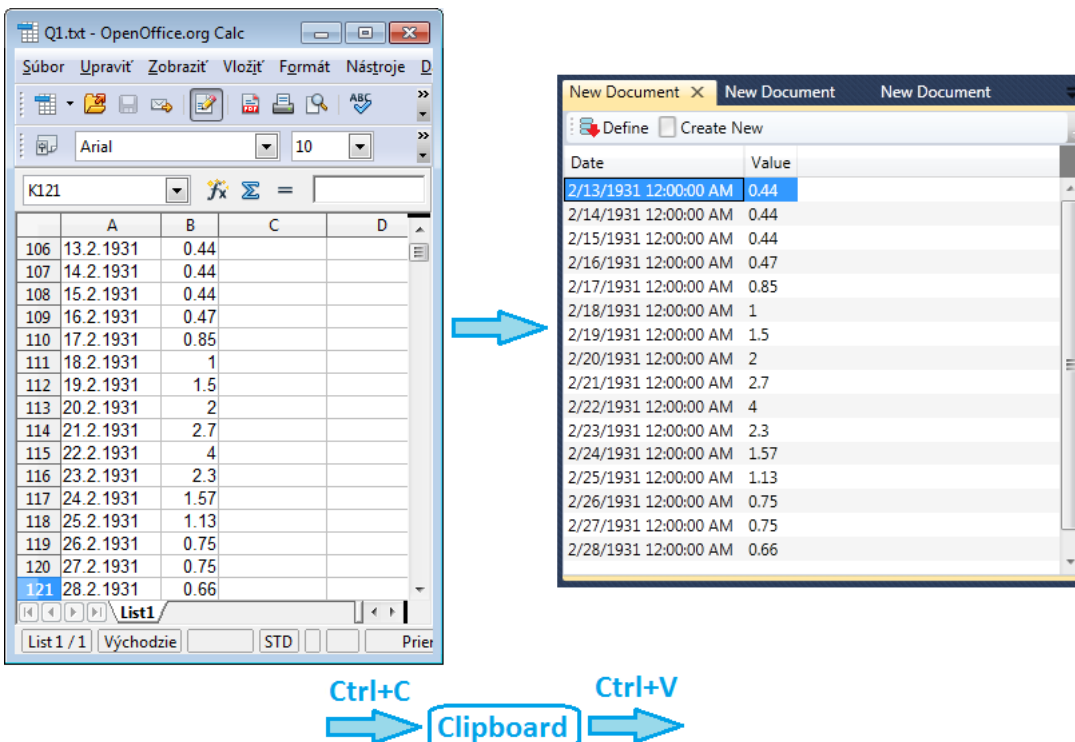 Q1.txt - OpenOffice.org Calc
Súbor Upraviť Zobraziť Vložiť Formát Nástroje D
ABC
Arial 10
K121
A B C D
106 13.2.1931 0.44
107 14.2.1931 0.44
108 15.2.1931 0.44
109 16.2.1931 0.47
110 17.2.1931 0.85
111 18.2.1931 1
112 19.2.1931 1.5
113 20.2.1931 2
114 21.2.1931 2.7
115 22.2.1931 4
116 23.2.1931 2.3
117 24.2.1931 1.57
118 25.2.1931 1.13
119 26.2.1931 0.75
120 27.2.1931 0.75
121 28.2.1931 0.66
List1
List 1 / 1 Východzie STD Prier
New Document New Document New Document
Define Create New
Date Value
2/13/1931 12:00:00 AM 0.44
2/14/1931 12:00:00 AM 0.44
2/15/1931 12:00:00 AM 0.44
2/16/1931 12:00:00 AM 0.47
2/17/1931 12:00:00 AM 0.85
2/18/1931 12:00:00 AM 1
2/19/1931 12:00:00 AM 1.5
2/20/1931 12:00:00 AM 2
2/21/1931 12:00:00 AM 2.7
2/22/1931 12:00:00 AM 4
2/23/1931 12:00:00 AM 2.3
2/24/1931 12:00:00 AM 1.57
2/25/1931 12:00:00 AM 1.13
2/26/1931 12:00:00 AM 0.75
2/27/1931 12:00:00 AM 0.75
2/28/1931 12:00:00 AM 0.66
Ctrl+C Ctrl+V
Clipboard